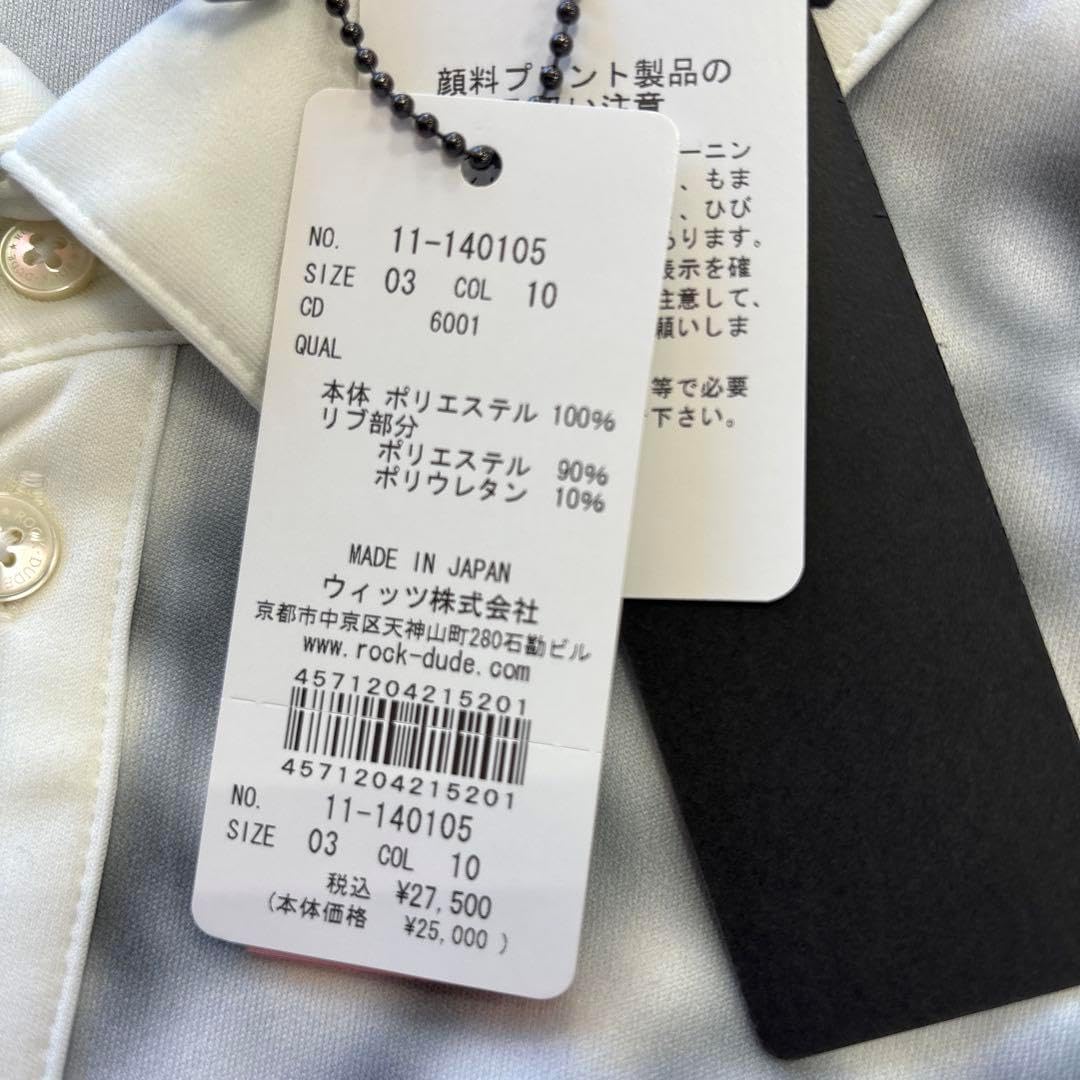 NO. 11-140105
SIZE 03 COL 10
CD 6001
QUAL
本体 ポリエステル 100%
リブ部分
ポリエステル 90%
ポリウレタン 10%
MADE IN JAPAN
ウィッツ株式会社
京都市中京区天神山町280石勘ビル
www.rock-dude.com
4571204215201
4571204215201
NO. 11-140105
SIZE 03 COL 10
税込 ¥27,500
(本体価格 ¥25,000 )
顔料プ ント製品の
い注意
ーニン
、もま
、ひび
ります。
表示を確
注意して、
願いしま
等で必要
下さい。